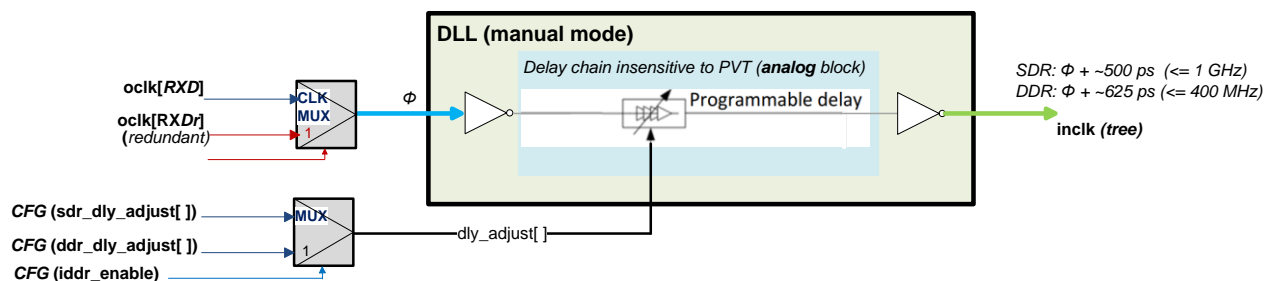 DLL (manual mode)
Delay chain insensitive to PVT (analog block)
oclk[RXD]
oclk[RXDr]
(redundant)
CLK
MUX
1
Φ
Programmable delay
SDR: Φ + ~500 ps (<= 1 GHz)
DDR: Φ + ~625 ps (<= 400 MHz)
inclk (tree)
CFG (sdr_dly_adjust[ ])
CFG (ddr_dly_adjust[ ])
CFG (iddr_enable)
MUX
1
dly_adjust[ ]